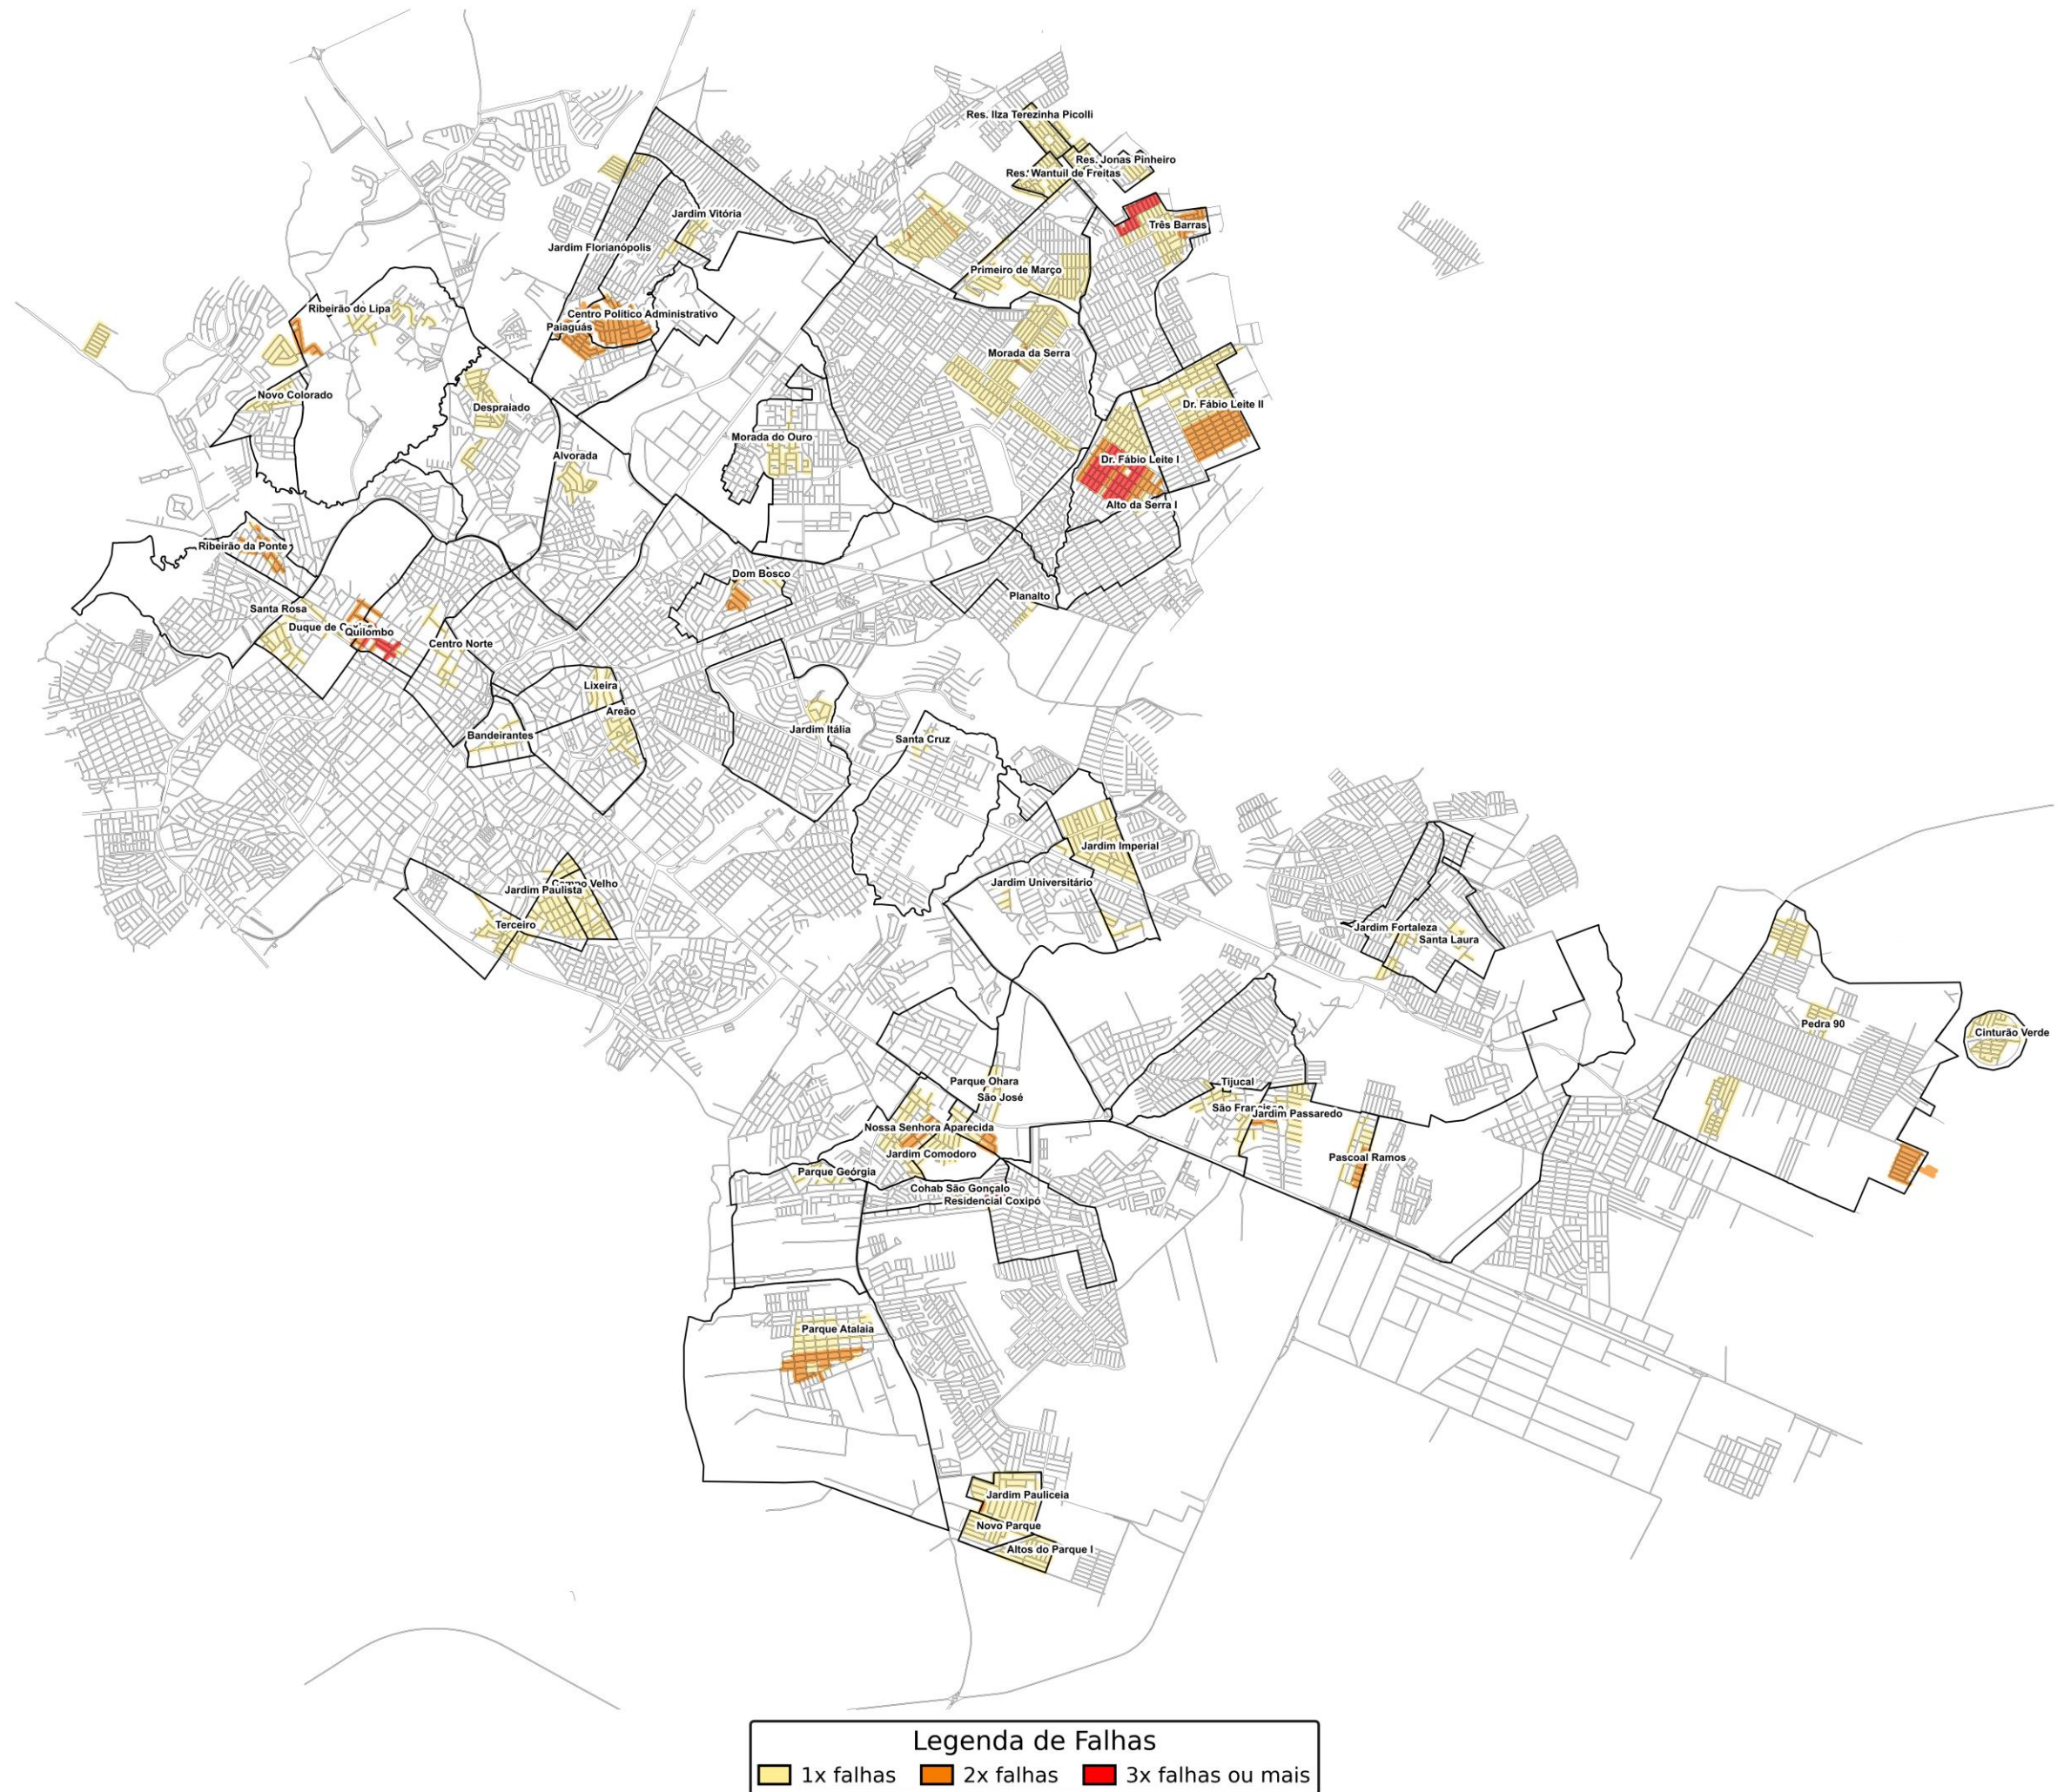 Res. Ilza Terezinha Picolli
Res. Jonas Pinheiro
Res. Wantuil de Freitas
Jardim Vitória
Três Barras
Jardim Florianópolis
Primeiro de Março
Ribeirão do Lipa
Centro Político Administrativo
Paiaguás
Morada da Serra
Novo Colorado
Despraiado
Dr. Fábio Leite II
Morada do Ouro
Alvorada
Dr. Fábio Leite I
Alto da Serra I
Ribeirão da Ponte
Dom Bosco
Planalto
Santa Rosa
Duque de
Quilombo
Centro Norte
Lixeira
Areão
Jardim Itália
Bandeirantes
Santa Cruz
Jardim Imperial
Campo Velho
Jardim Universitário
Jardim Paulista
Terceiro
Jardim Fortaleza
Santa Laura
Pedra 90
Cinturão Verde
Parque Ohara
Tijucal
São José
São Francisco
Jardim Passaredo
Nossa Senhora Aparecida
Jardim Comodoro
Pascoal Ramos
Parque Geórgia
Cohab São Gonçalo
Residencial Coxipó
Parque Atalaia
Jardim Pauliceia
Novo Parque
Altos do Parque I
Legenda de Falhas
1x falhas 2x falhas 3x falhas ou mais